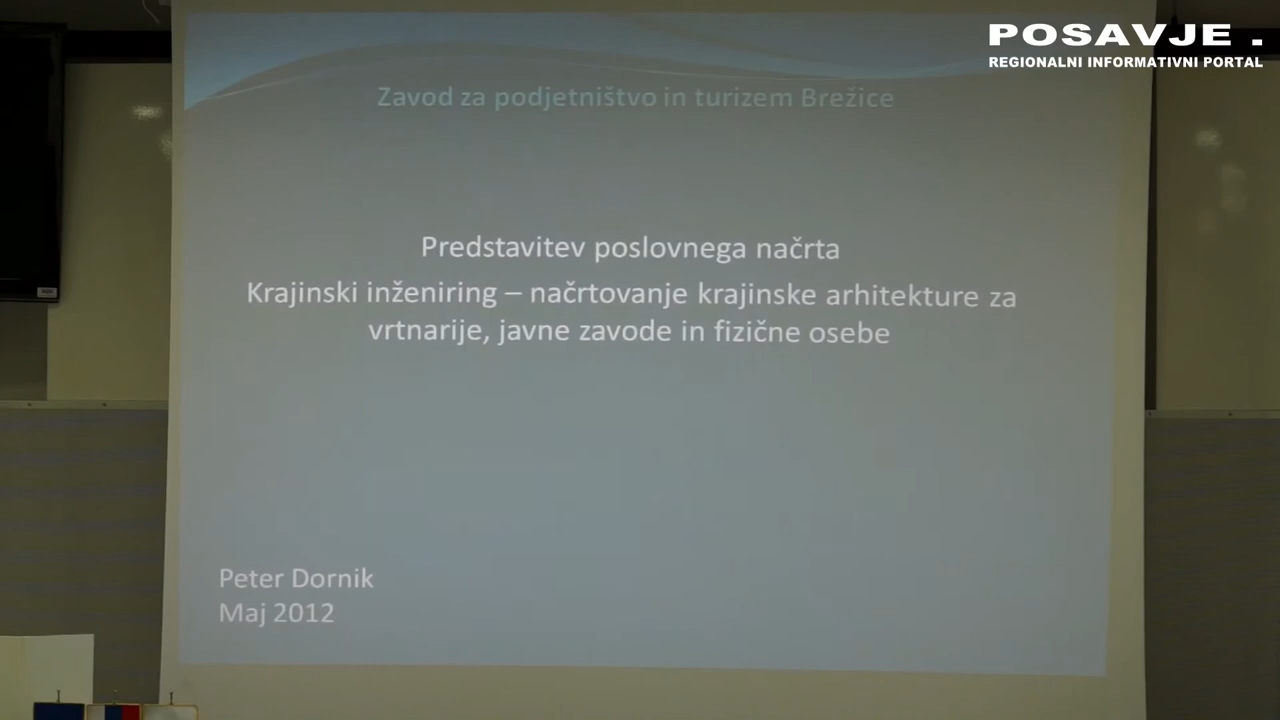 POSAVJE .
REGIONALNI INFORMATIVNI PORTAL
Zavod za podjetništvo in turizem Brežice
Predstavitev poslovnega načrta
Krajinski inženiring – načrtovanje krajinske arhitekture za
vrtnarije, javne zavode in fizične osebe
Peter Dornik
Maj 2012